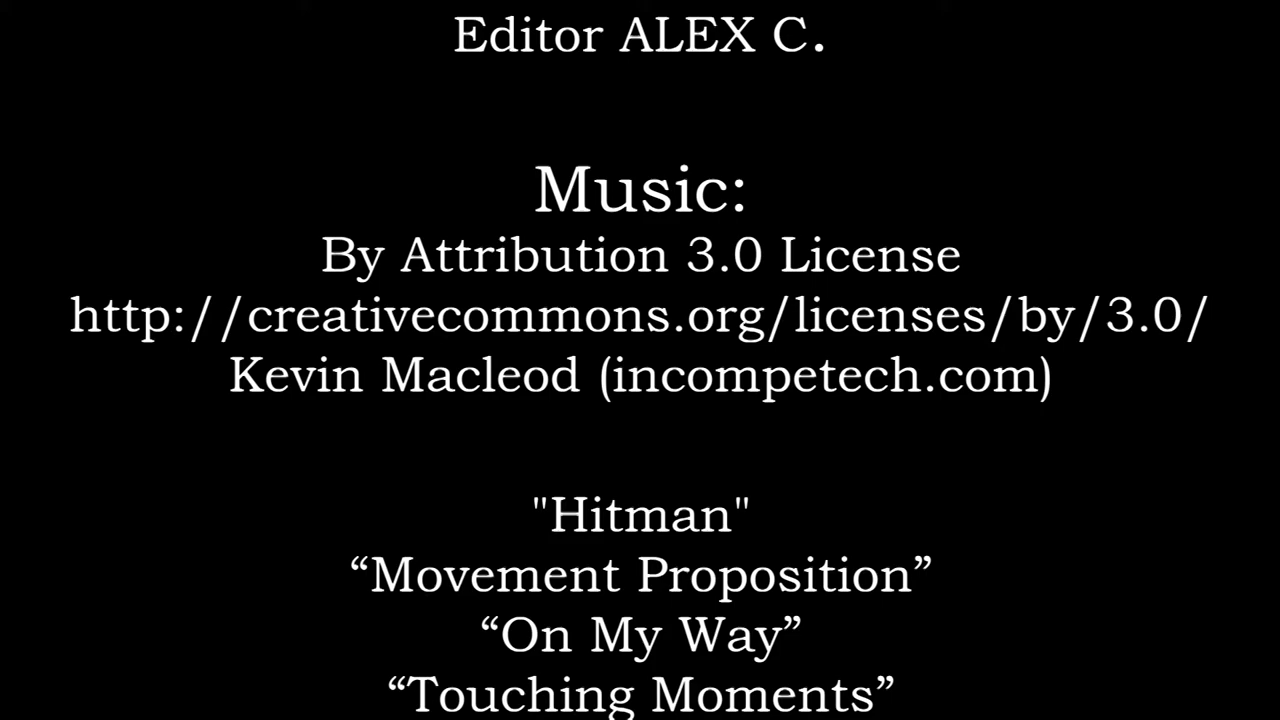 Editor ALEX C.
Music:
By Attribution 3.0 License
http://creativecommons.org/licenses/by/3.0/
Kevin Macleod (incompetech.com)
"Hitman"
“Movement Proposition”
“On My Way”
“Touching Moments”